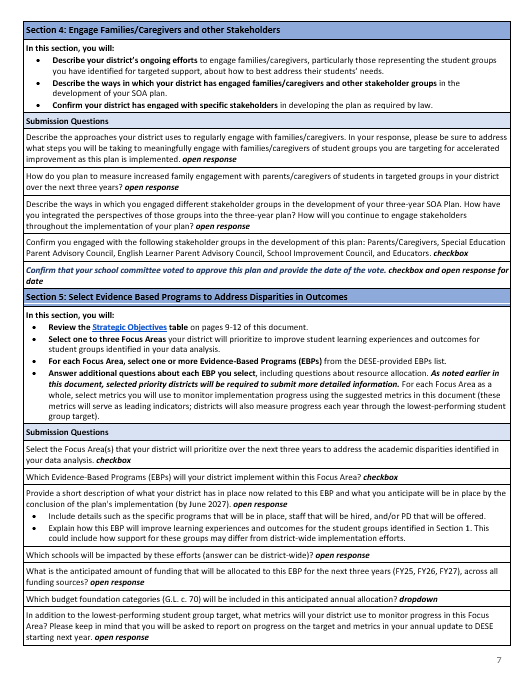 Section 4: Engage Families/Caregivers and other Stakeholders
In this section, you will:
• Describe your district's ongoing efforts to engage families/caregivers, particularly those representing the student groups
you have identified for targeted support, about how to best address their students' needs.
• Describe the ways in which your district has engaged families/caregivers and other stakeholder groups in the
development of your SOA plan.
• Confirm your district has engaged with specific stakeholders in developing the plan as required by law.
Submission Questions
Describe the approaches your district uses to regularly engage with families/caregivers. In your response, please be sure to address
what steps you will be taking to meaningfully engage with families/caregivers of student groups you are targeting for accelerated
improvement as this plan is implemented. open response
How do you plan to measure increased family engagement with parents/caregivers of students in targeted groups in your district
over the next three years? open response
Describe the ways in which you engaged different stakeholder groups in the development of your three-year SOA Plan. How have
you integrated the perspectives of those groups into the three-year plan? How will you continue to engage stakeholders
throughout the implementation of your plan? open response
Confirm you engaged with the following stakeholder groups in the development of this plan: Parents/Caregivers, Special Education
Parent Advisory Council, English Learner Parent Advisory Council, School Improvement Council, and Educators. checkbox
Confirm that your school committee voted to approve this plan and provide the date of the vote. checkbox and open response for
date
Section 5: Select Evidence Based Programs to Address Disparities in Outcomes
In this section, you will:
• Review the Strategic Objectives table on pages 9-12 of this document.
• Select one to three Focus Areas your district will prioritize to improve student learning experiences and outcomes for
student groups identified in your data analysis.
• For each Focus Area, select one or more Evidence-Based Programs (EBPs) from the DESE-provided EBPs list.
• Answer additional questions about each EBP you select, including questions about resource allocation. As noted earlier in
this document, selected priority districts will be required to submit more detailed information. For each Focus Area as a
whole, select metrics you will use to monitor implementation progress using the suggested metrics in this document (these
metrics will serve as leading indicators; districts will also measure progress each year through the lowest-performing student
group target).
Submission Questions
Select the Focus Area(s) that your district will prioritize over the next three years to address the academic disparities identified in
your data analysis. checkbox
Which Evidence-Based Programs (EBPs) will your district implement within this Focus Area? checkbox
Provide a short description of what your district has in place now related to this EBP and what you anticipate will be in place by the
conclusion of the plan's implementation (by June 2027). open response
• Include details such as the specific programs that will be in place, staff that will be hired, and/or PD that will be offered.
• Explain how this EBP will improve learning experiences and outcomes for the student groups identified in Section 1. This
could include how support for these groups may differ from district-wide implementation efforts.
Which schools will be impacted by these efforts (answer can be district-wide)? open response
What is the anticipated amount of funding that will be allocated to this EBP for the next three years (FY25, FY26, FY27), across all
funding sources? open response
Which budget foundation categories (G.L. c. 70) will be included in this anticipated annual allocation? dropdown
In addition to the lowest-performing student group target, what metrics will your district use to monitor progress in this Focus
Area? Please keep in mind that you will be asked to report on progress on the target and metrics in your annual update to DESE
starting next year. open response
7